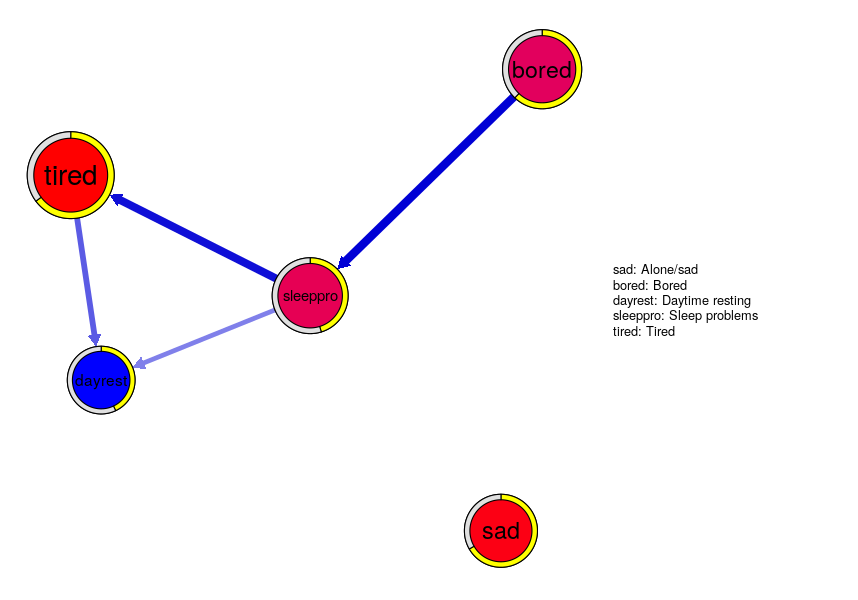 bored
tired
sleeppro
dayrest
sad
sad: Alone/sad
bored: Bored
dayrest: Daytime resting
sleeppro: Sleep problems
tired: Tired